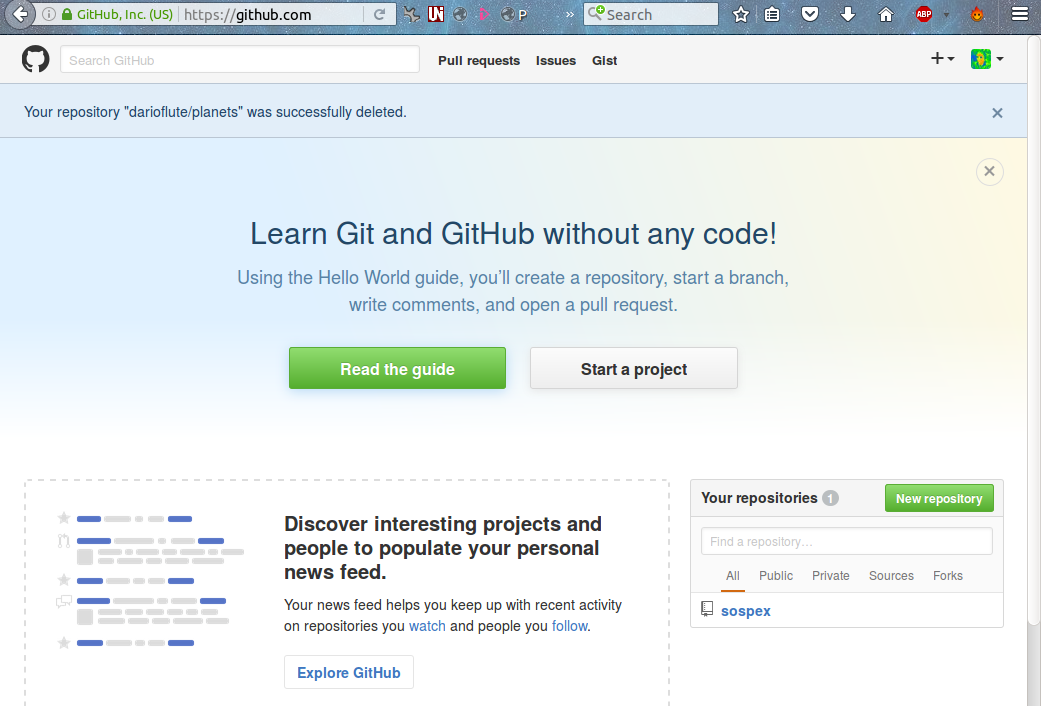 GitHub, Inc. (US) https://github.com P » Search ABP
Search GitHub Pull requests Issues Gist
Your repository "darioflute/planets" was successfully deleted.
Learn Git and GitHub without any code!
Using the Hello World guide, you’ll create a repository, start a branch,
write comments, and open a pull request.
Read the guide Start a project
Discover interesting projects and
people to populate your personal
news feed.
Your news feed helps you keep up with recent activity
on repositories you watch and people you follow.
Explore GitHub
Your repositories 1 New repository
Find a repository…
All Public Private Sources Forks
sospex